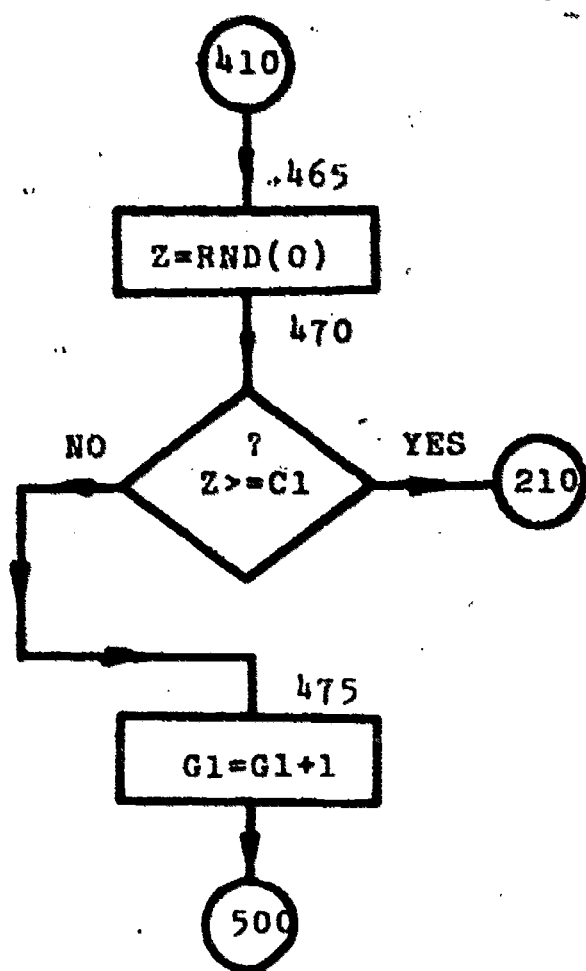 410
465
Z=RND(0)
470
NO
?
YES
Z>=C1
210
475
G1=G1+1
500